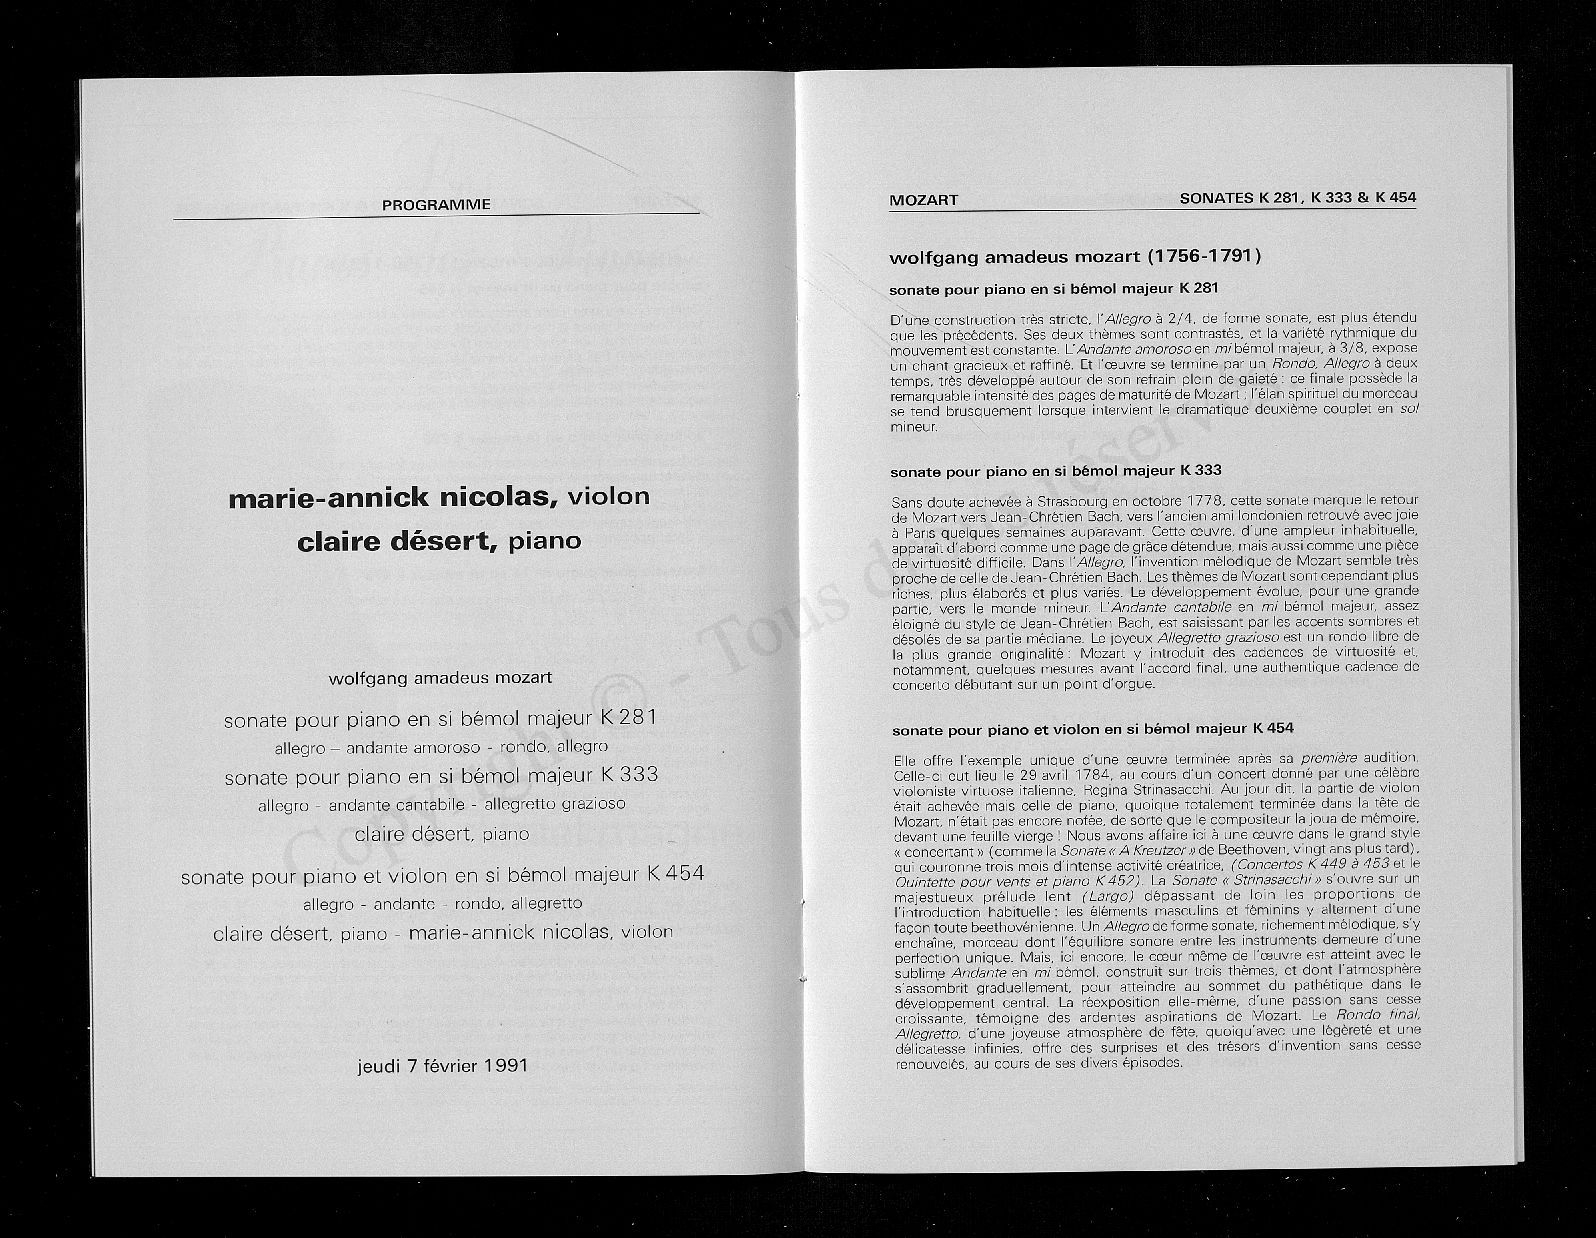 PROGRAMME
marie-annick nicolas, violon
claire désert, piano
wolfgang amadeus mozart
sonate pour piano en si bémol majeur K 281
allegro – andante amoroso - rondo, allegro
sonate pour piano en si bémol majeur K 333
allegro - andante cantabile - allegretto grazioso
claire désert, piano
sonate pour piano et violon en si bémol majeur K 454
allegro - andante - rondo, allegretto
claire désert, piano - marie-annick nicolas, violon
jeudi 7 février 1991
MOZART SONATES K 281, K 333 & K 454
wolfgang amadeus mozart (1756-1791)
sonate pour piano en si bémol majeur K 281
D'une construction très stricte, l'Allegro à 2/4, de forme sonate, est plus étendu
que les précédents. Ses deux thèmes sont contrastés, et la variété rythmique du
mouvement est constante. L'Andante amoroso en mi bémol majeur, à 3/8, expose
un chant gracieux et raffiné. Et l'œuvre se termine par un Rondo, Allegro à deux
temps, très développé autour de son refrain plein de gaieté : ce finale possède la
remarquable intensité des pages de maturité de Mozart ; l'élan spirituel du morceau
se tend brusquement lorsque intervient le dramatique deuxième couplet en sol
mineur.
sonate pour piano en si bémol majeur K 333
Sans doute achevée à Strasbourg en octobre 1778, cette sonate marque le retour
de Mozart vers Jean-Chrétien Bach, vers l'ancien ami londonien retrouvé avec joie
à Paris quelques semaines auparavant. Cette œuvre, d'une ampleur inhabituelle,
apparaît d'abord comme une page de grâce détendue, mais aussi comme une pièce
de virtuosité difficile. Dans l'Allegro, l'invention mélodique de Mozart semble très
proche de celle de Jean-Chrétien Bach. Les thèmes de Mozart sont cependant plus
riches, plus élaborés et plus variés. Le développement évolue, pour une grande
partie, vers le monde mineur. L'Andante cantabile en mi bémol majeur, assez
éloigné du style de Jean-Chrétien Bach, est saisissant par les accents sombres et
désolés de sa partie médiane. Le joyeux Allegretto grazioso est un rondo libre de
la plus grande originalité : Mozart y introduit des cadences de virtuosité et,
notamment, quelques mesures avant l'accord final, une authentique cadence de
concerto débutant sur un point d'orgue.
sonate pour piano et violon en si bémol majeur K 454
Elle offre l'exemple unique d'une œuvre terminée après sa première audition.
Celle-ci eut lieu le 29 avril 1784, au cours d'un concert donné par une célèbre
violoniste virtuose italienne, Regina Strinasacchi. Au jour dit, la partie de violon
était achevée mais celle de piano, quoique totalement terminée dans la tête de
Mozart, n'était pas encore notée, de sorte que le compositeur la joua de mémoire,
devant une feuille vierge ! Nous avons affaire ici à une œuvre dans le grand style
« concertant » (comme la Sonate « A Kreutzer » de Beethoven, vingt ans plus tard),
qui couronne trois mois d'intense activité créatrice, (Concertos K 449 à 453 et le
Quintette pour vents et piano K 452). La Sonate « Strinasacchi » s'ouvre sur un
majestueux prélude lent (Largo) dépassant de loin les proportions de
l'introduction habituelle : les éléments masculins et féminins y alternent d'une
façon toute beethovénienne. Un Allegro de forme sonate, richement mélodique, s'y
enchaîne, morceau dont l'équilibre sonore entre les instruments demeure d'une
perfection unique. Mais, ici encore, le cœur même de l'œuvre est atteint avec le
sublime Andante en mi bémol, construit sur trois thèmes, et dont l'atmosphère
s'assombrit graduellement, pour atteindre au sommet du pathétique dans le
développement central. La réexposition elle-même, d'une passion sans cesse
croissante, témoigne des ardentes aspirations de Mozart. Le Rondo final,
Allegretto, d'une joyeuse atmosphère de fête, quoiqu'avec une légèreté et une
délicatesse infinies, offre des surprises et des trésors d'invention sans cesse
renouvelés, au cours de ses divers épisodes.
Copyright © - Tous